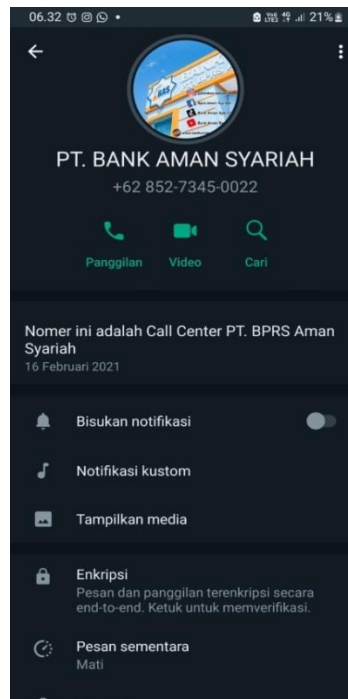 06.32
21%
PT. BANK AMAN SYARIAH
+62 852-7345-0022
Panggilan Video Cari
Nomer ini adalah Call Center PT. BPRS Aman
Syariah
16 Februari 2021
Bisukan notifikasi
Notifikasi kustom
Tampilkan media
Enkripsi
Pesan dan panggilan terenkripsi secara
end-to-end. Ketuk untuk memverifikasi.
Pesan sementara
Mati